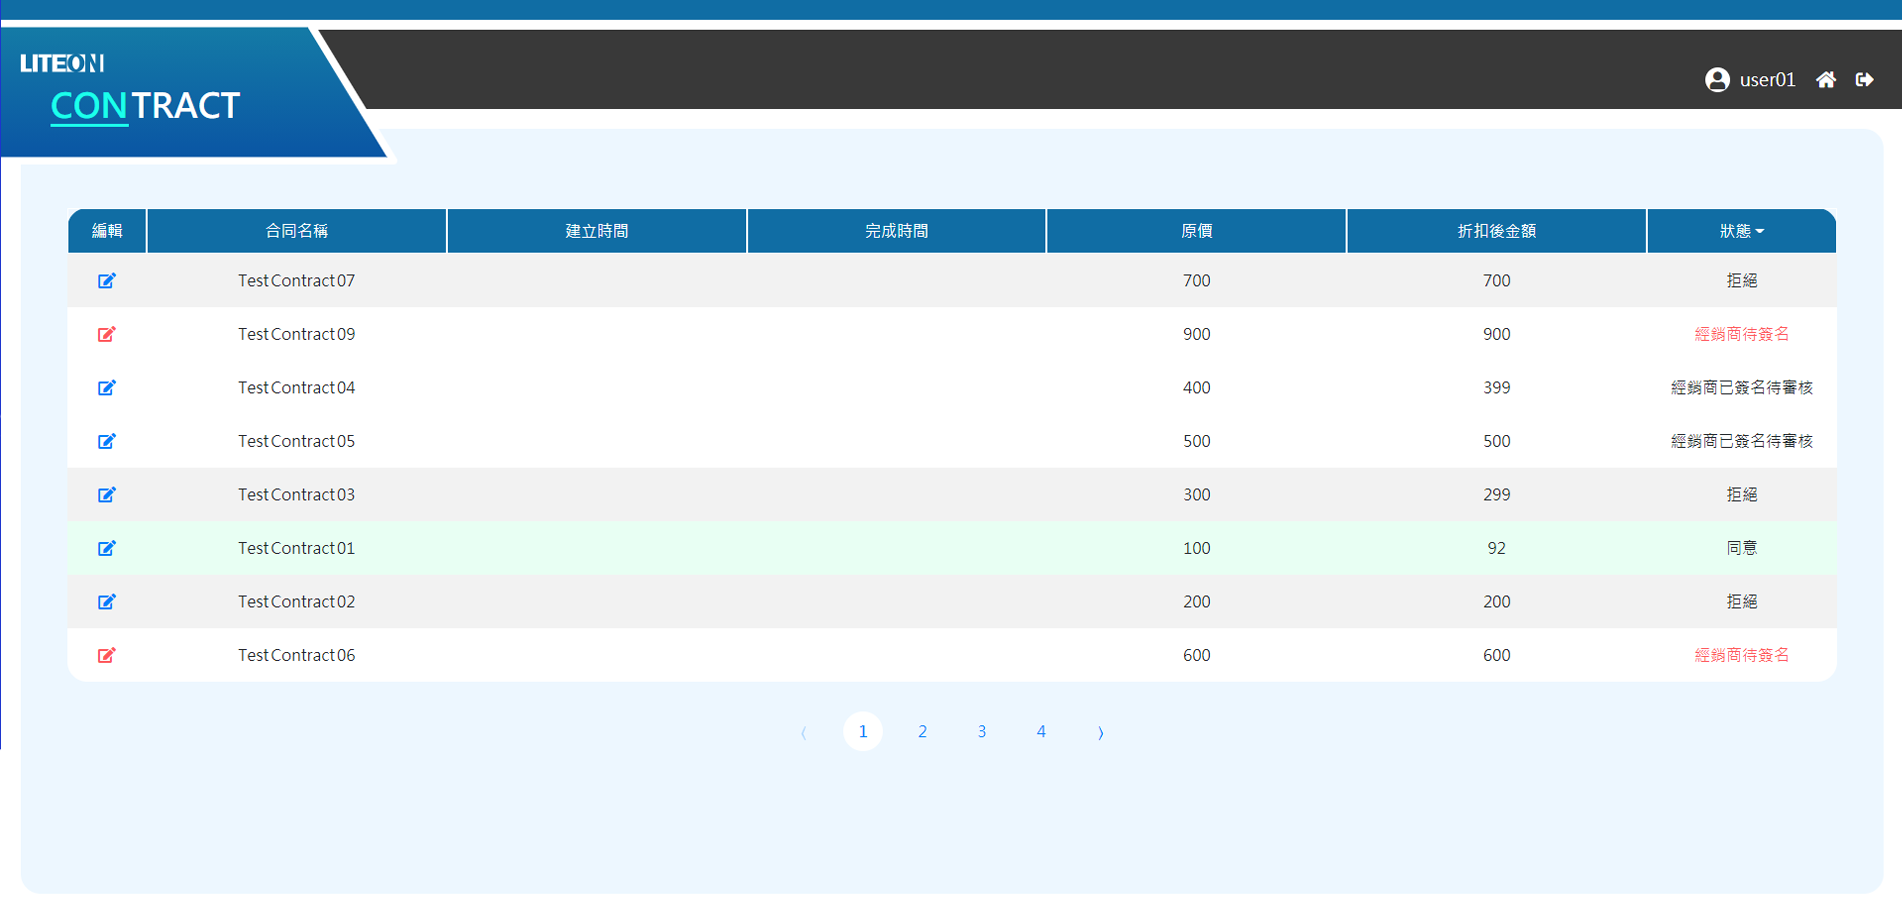 LITEON
CONTRACT
user01
編輯 合同名稱 建立時間 完成時間 原價 折扣後金額 狀態
TestContract07 700 700 拒絕
TestContract09 900 900 經銷商待簽名
TestContract04 400 399 經銷商已簽名待審核
TestContract05 500 500 經銷商已簽名待審核
TestContract03 300 299 拒絕
TestContract01 100 92 同意
TestContract02 200 200 拒絕
TestContract06 600 600 經銷商待簽名
⟨ 1 2 3 4 ⟩